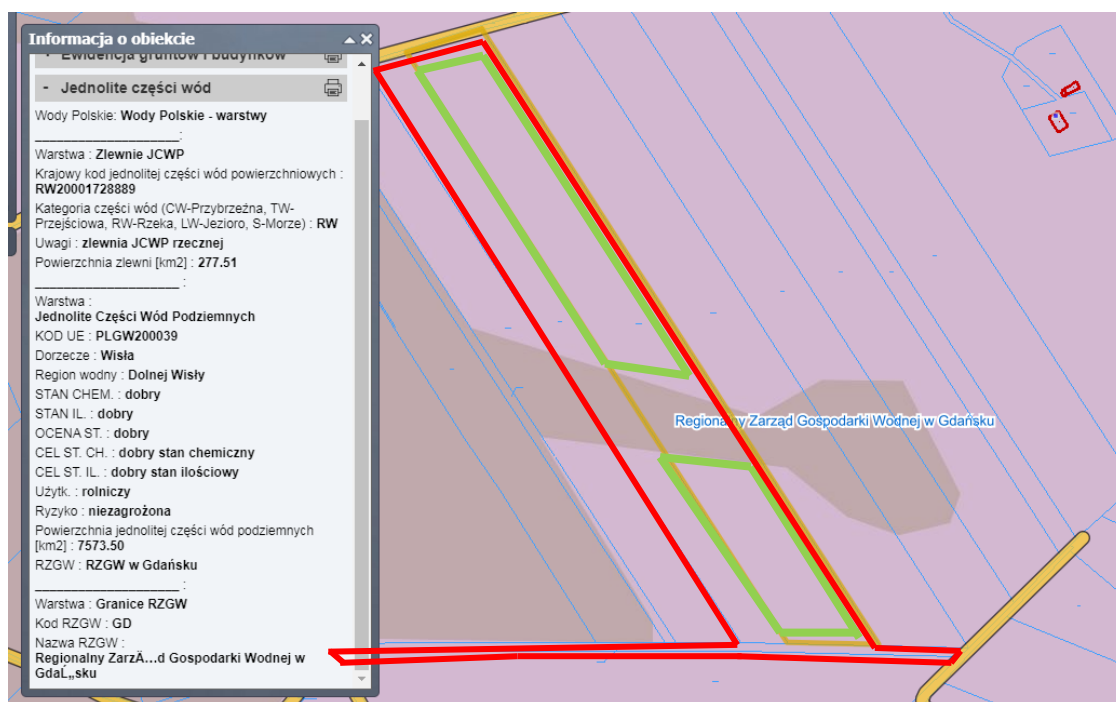 Informacja o obiekcie
- Ewidencja gruntów i budynków
- Jednolite części wód
Wody Polskie: Wody Polskie - warstwy
____________________:
Warstwa : Zlewnie JCWP
Krajowy kod jednolitej części wód powierzchniowych :
RW20001728889
Kategoria części wód (CW-Przybrzeżna, TW-
Przejściowa, RW-Rzeka, LW-Jezioro, S-Morze) : RW
Uwagi : zlewnia JCWP rzecznej
Powierzchnia zlewni [km2] : 277.51
____________________ :
Warstwa :
Jednolite Części Wód Podziemnych
KOD UE : PLGW200039
Dorzecze : Wisła
Region wodny : Dolnej Wisły
STAN CHEM. : dobry
STAN IL. : dobry
OCENA ST. : dobry
CEL ST. CH. : dobry stan chemiczny
CEL ST. IL. : dobry stan ilościowy
Użytk. : rolniczy
Ryzyko : niezagrożona
Powierzchnia jednolitej części wód podziemnych
[km2] : 7573.50
RZGW : RZGW w Gdańsku
____________________ :
Warstwa : Granice RZGW
Kod RZGW : GD
Nazwa RZGW :
Regionalny ZarzÄ…d Gospodarki Wodnej w
GdaĹ„sku
Regionalny Zarząd Gospodarki Wodnej w Gdańsku